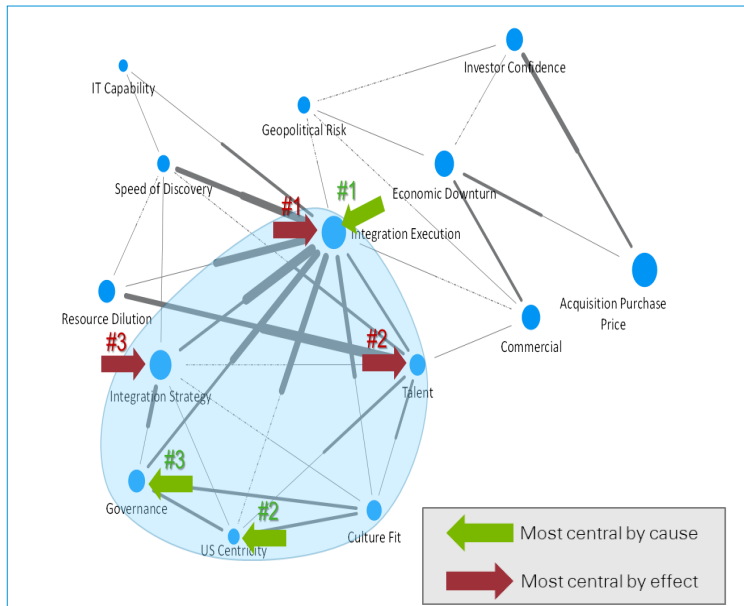 Investor Confidence
IT Capability
Geopolitical Risk
Speed of Discovery
Economic Downturn
#1
#1
Integration Execution
Resource Dilution
Acquisition Purchase
Price
Commercial
#3
#2
Integration Strategy
Talent
#3
Governance
#2
US Centricity
Culture Fit
Most central by cause
Most central by effect